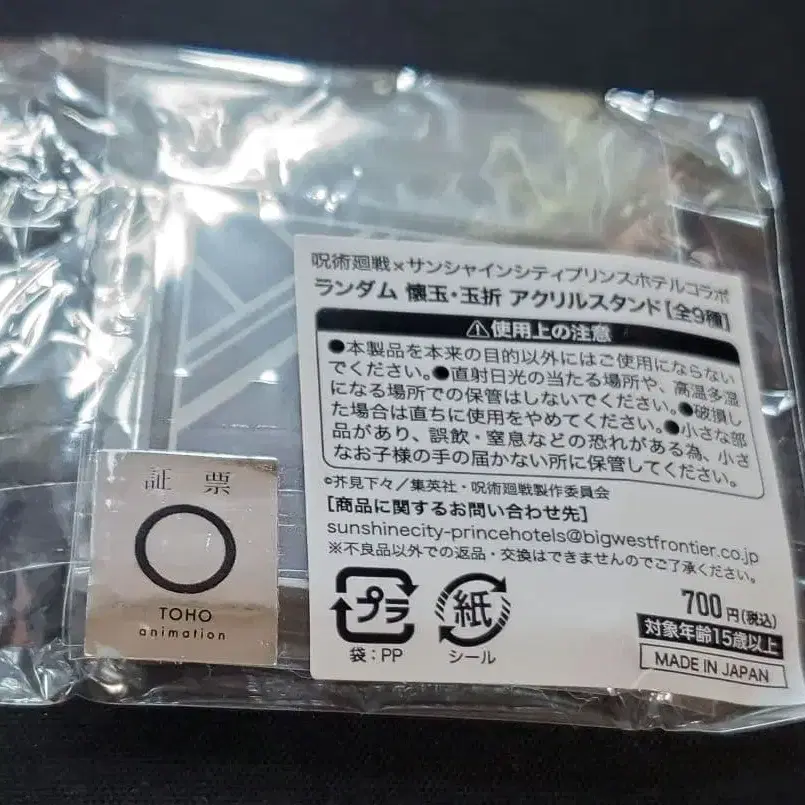 呪術廻戦×サンシャインシティプリンスホテルコラボ
ランダム 懐玉・玉折 アクリルスタンド[全9種]
⚠使用上の注意
●本製品を本来の目的以外にはご使用にならない
でください。●直射日光の当たる場所や、高温多湿
になる場所での保管はしないでください。●破損し
た場合は直ちに使用をやめてください。●小さな部
品があり、誤飲・窒息などの恐れがある為、小さ
なお子様の手の届かない所に保管してください。
©芥見下々／集英社・呪術廻戦製作委員会
[商品に関するお問い合わせ先]
sunshinecity-princehotels@bigwestfrontier.co.jp
※不良品以外での返品・交換はできませんのでご了承ください。
プラ
袋：PP
紙
シール
700円(税込)
対象年齢15歳以上
MADE IN JAPAN
証票
TOHO
animation